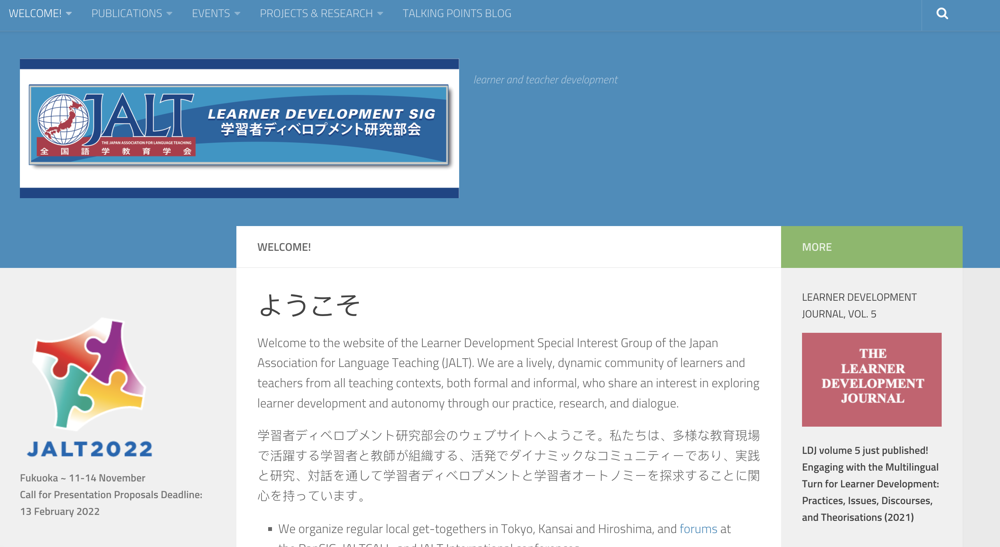 WELCOME!
PUBLICATIONS
EVENTS
PROJECTS & RESEARCH
TALKING POINTS BLOG
learner and teacher development
JALT
THE JAPAN ASSOCIATION FOR LANGUAGE TEACHING
全国語学教育学会
LEARNER DEVELOPMENT SIG
学習者ディベロプメント研究部会
WELCOME!
MORE
JALT2022
Fukuoka ~ 11-14 November
Call for Presentation Proposals Deadline:
13 February 2022
ようこそ
Welcome to the website of the Learner Development Special Interest Group of the Japan
Association for Language Teaching (JALT). We are a lively, dynamic community of learners and
teachers from all teaching contexts, both formal and informal, who share an interest in exploring
learner development and autonomy through our practice, research, and dialogue.
学習者ディベロプメント研究部会のウェブサイトへようこそ。私たちは、多様な教育現場
で活躍する学習者と教師が組織する、活発でダイナミックなコミュニティーであり、実践
と研究、対話を通して学習者ディベロプメントと学習者オートノミーを探求することに関
心を持っています。
▪ We organize regular local get-togethers in Tokyo, Kansai and Hiroshima, and forums at
the PanSIG, JALTCALL, and JALT International conferences
LEARNER DEVELOPMENT
JOURNAL, VOL. 5
THE
LEARNER
DEVELOPMENT
JOURNAL
LDJ volume 5 just published!
Engaging with the Multilingual
Turn for Learner Development:
Practices, Issues, Discourses,
and Theorisations (2021)